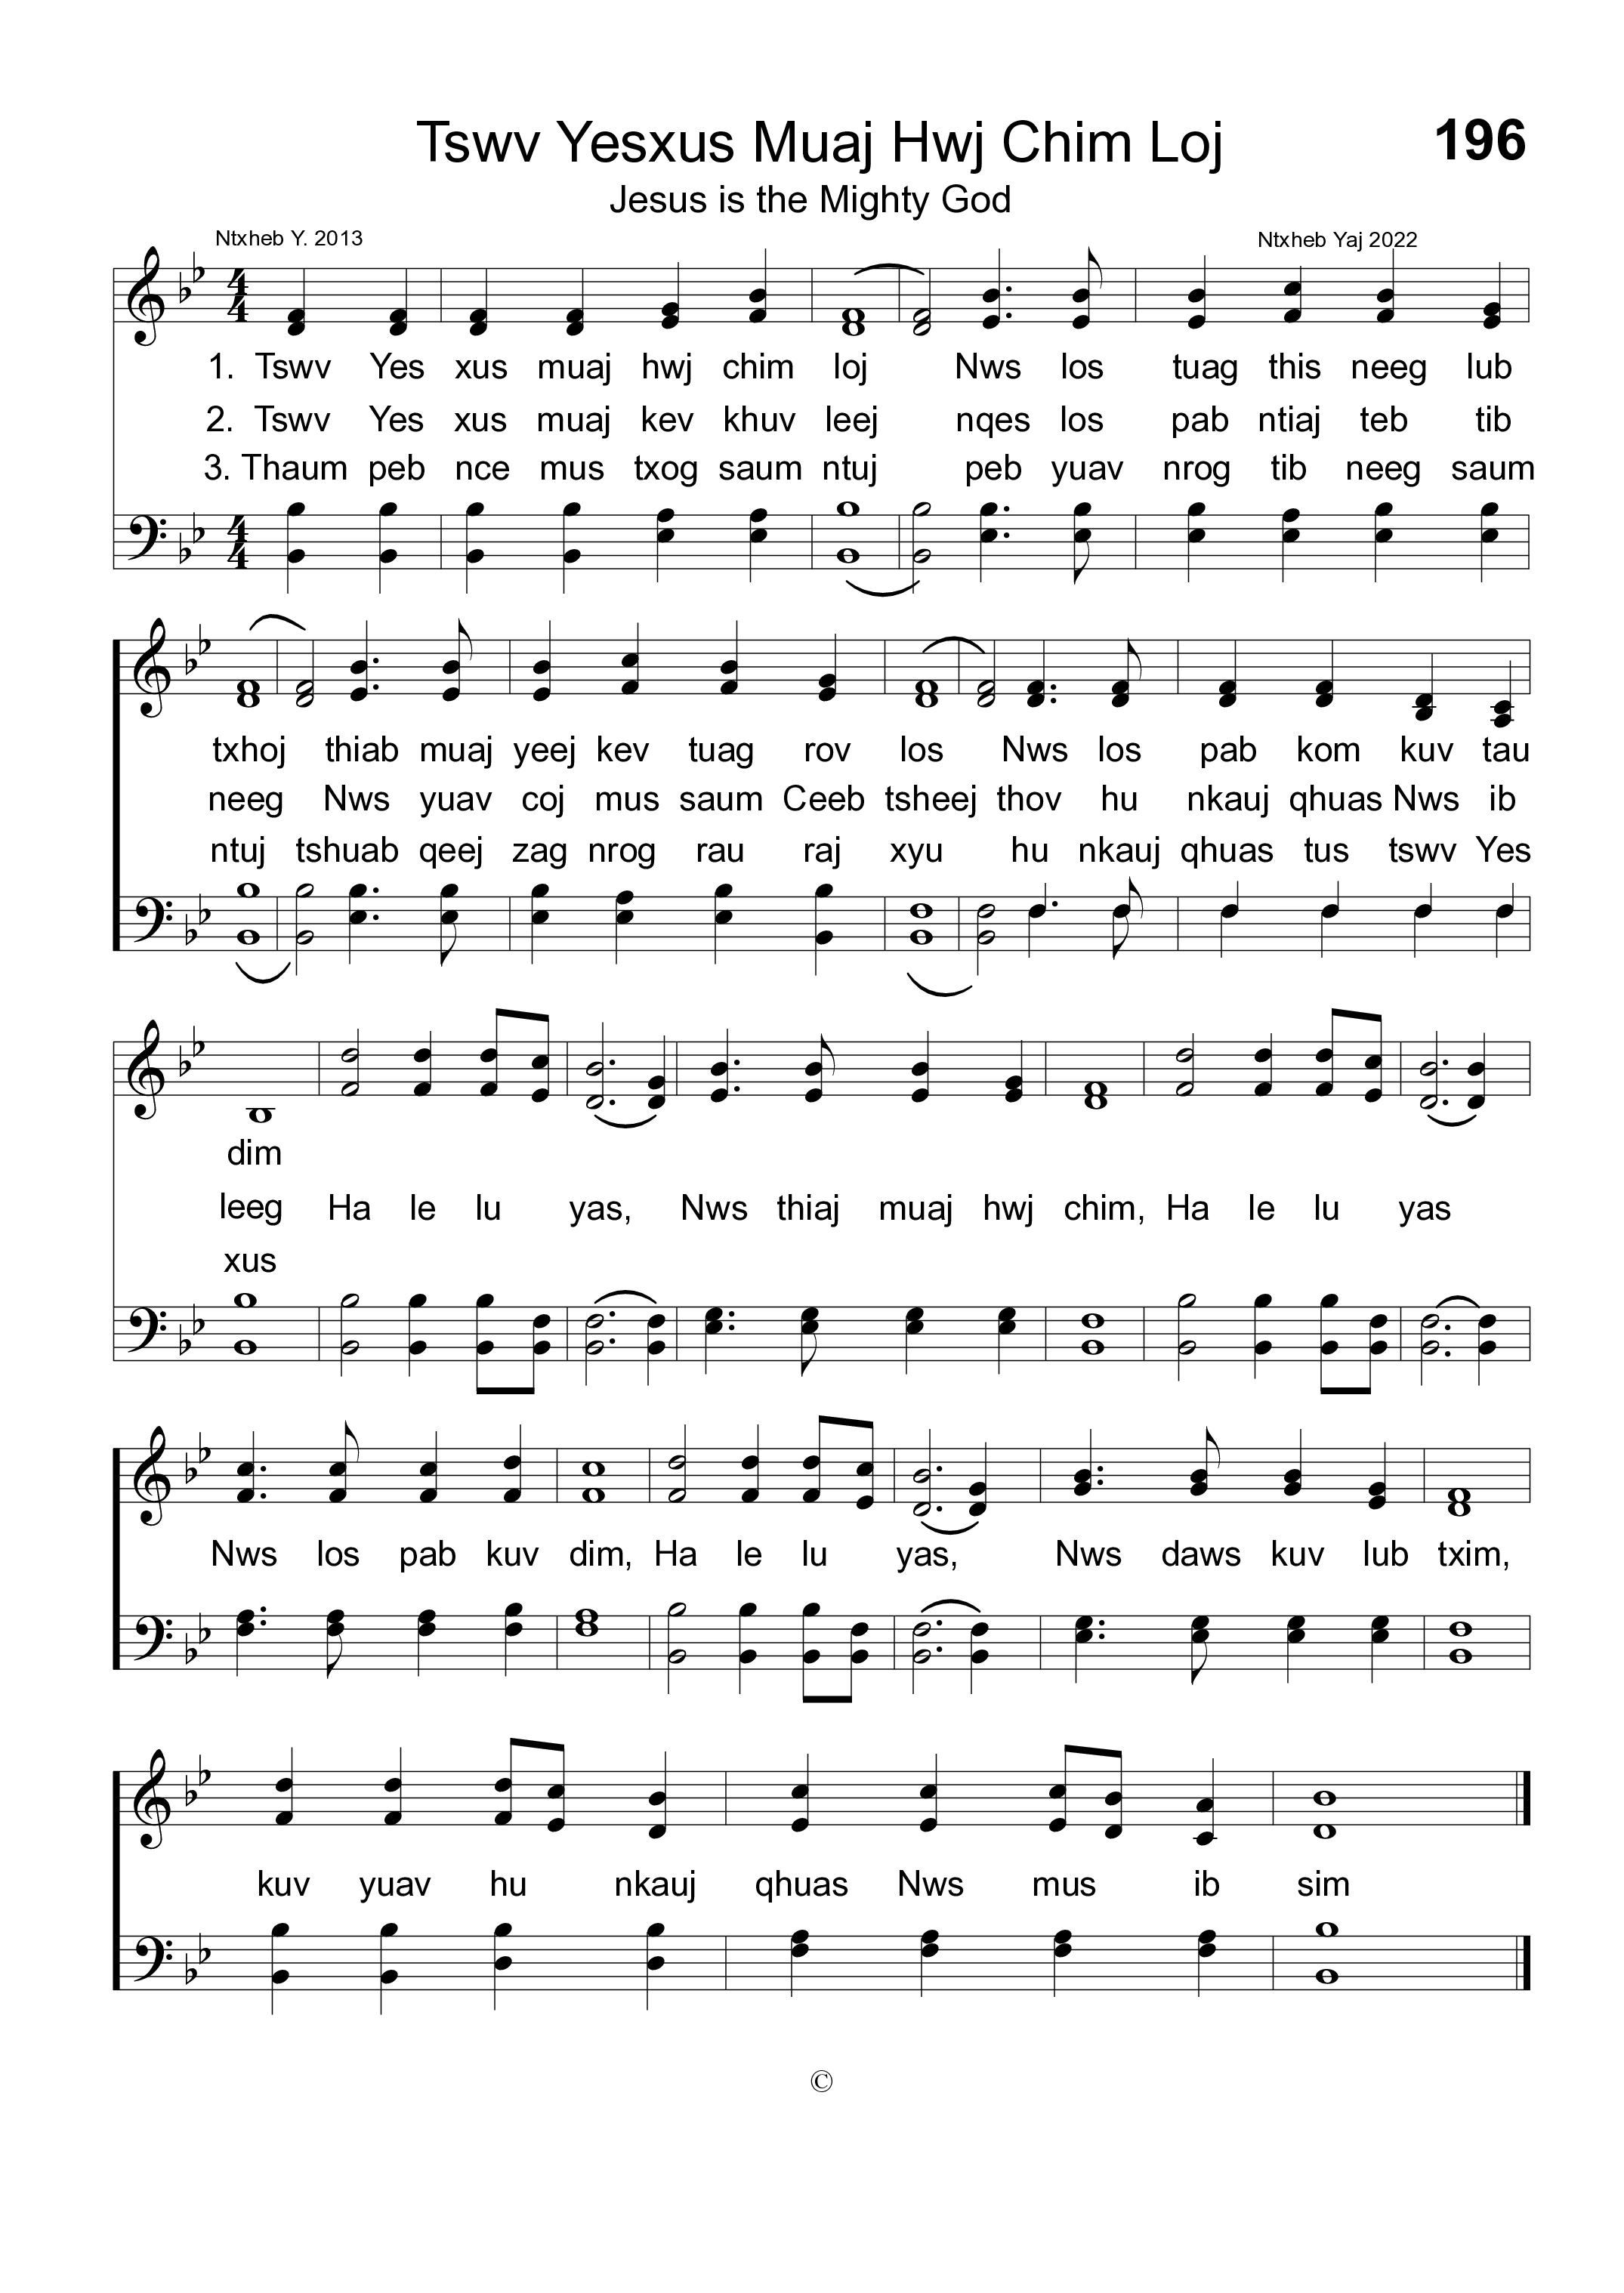 Tswv Yesxus Muaj Hwj Chim Loj 196
Jesus is the Mighty God
Ntxheb Y. 2013 Ntxheb Yaj 2022
1. Tswv Yes xus muaj hwj chim loj Nws los tuag this neeg lub
2. Tswv Yes xus muaj kev khuv leej nqes los pab ntiaj teb tib
3. Thaum peb nce mus txog saum ntuj peb yuav nrog tib neeg saum
txhoj thiab muaj yeej kev tuag rov los Nws los pab kom kuv tau
neeg Nws yuav coj mus saum Ceeb tsheej thov hu nkauj qhuas Nws ib
ntuj tshuab qeej zag nrog rau raj xyu hu nkauj qhuas tus tswv Yes
dim
leeg Ha le lu yas, Nws thiaj muaj hwj chim, Ha le lu yas
xus
Nws los pab kuv dim, Ha le lu yas, Nws daws kuv lub txim,
kuv yuav hu nkauj qhuas Nws mus ib sim
©